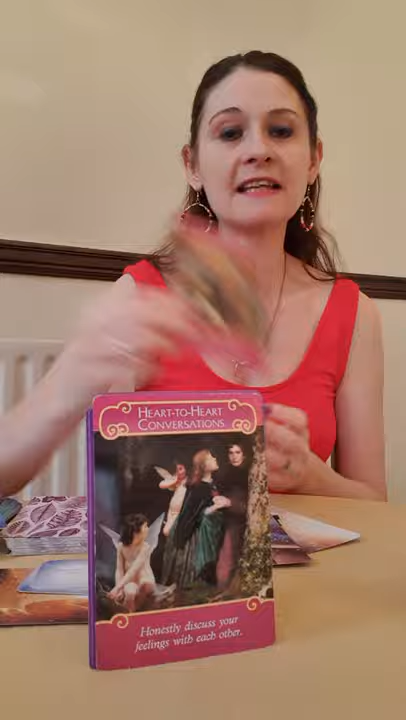 HEART-TO-HEART
CONVERSATIONS
Honestly discuss your
feelings with each other.